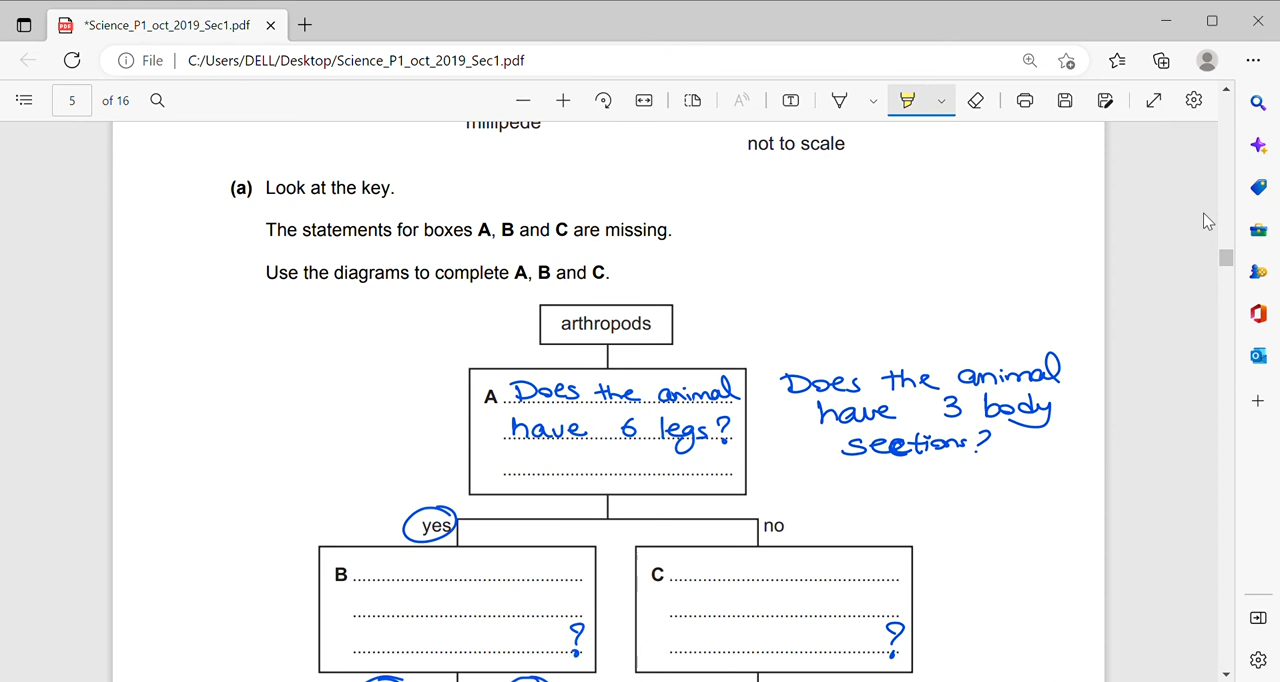 *Science_P1_oct_2019_Sec1.pdf
File
C:/Users/DELL/Desktop/Science_P1_oct_2019_Sec1.pdf
5 of 16
millipede
not to scale
(a) Look at the key.
The statements for boxes A, B and C are missing.
Use the diagrams to complete A, B and C.
arthropods
A Does the animal
have 6 legs?
Does the animal
have 3 body
sections?
yes
no
B
?
C
?